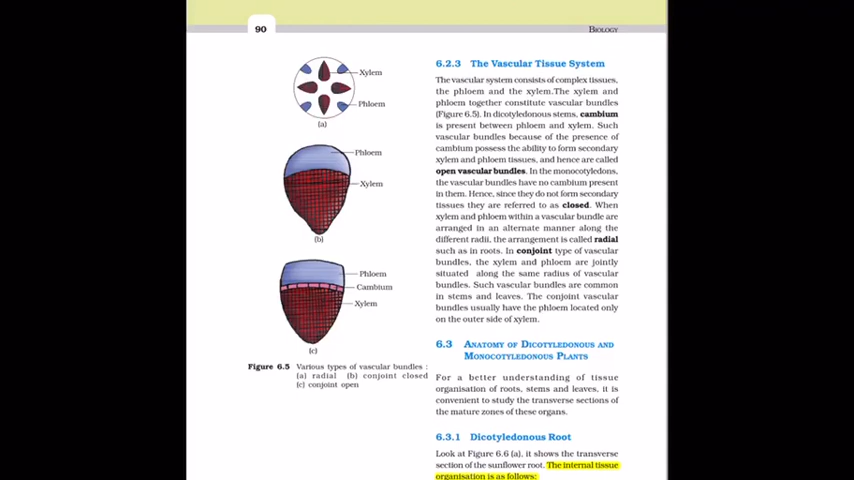 90
BIOLOGY
Xylem
Phloem
(a)
Phloem
Xylem
(b)
Phloem
Cambium
Xylem
(c)
Figure 6.5 Various types of vascular bundles :
(a) radial (b) conjoint closed
(c) conjoint open
6.2.3 The Vascular Tissue System
The vascular system consists of complex tissues,
the phloem and the xylem.The xylem and
phloem together constitute vascular bundles
(Figure 6.5). In dicotyledonous stems, cambium
is present between phloem and xylem. Such
vascular bundles because of the presence of
cambium possess the ability to form secondary
xylem and phloem tissues, and hence are called
open vascular bundles. In the monocotyledons,
the vascular bundles have no cambium present
in them. Hence, since they do not form secondary
tissues they are referred to as closed. When
xylem and phloem within a vascular bundle are
arranged in an alternate manner along the
different radii, the arrangement is called radial
such as in roots. In conjoint type of vascular
bundles, the xylem and phloem are jointly
situated along the same radius of vascular
bundles. Such vascular bundles are common
in stems and leaves. The conjoint vascular
bundles usually have the phloem located only
on the outer side of xylem.
6.3 ANATOMY OF DICOTYLEDONOUS AND
MONOCOTYLEDONOUS PLANTS
For a better understanding of tissue
organisation of roots, stems and leaves, it is
convenient to study the transverse sections of
the mature zones of these organs.
6.3.1 Dicotyledonous Root
Look at Figure 6.6 (a), it shows the transverse
section of the sunflower root. The internal tissue
organisation is as follows: